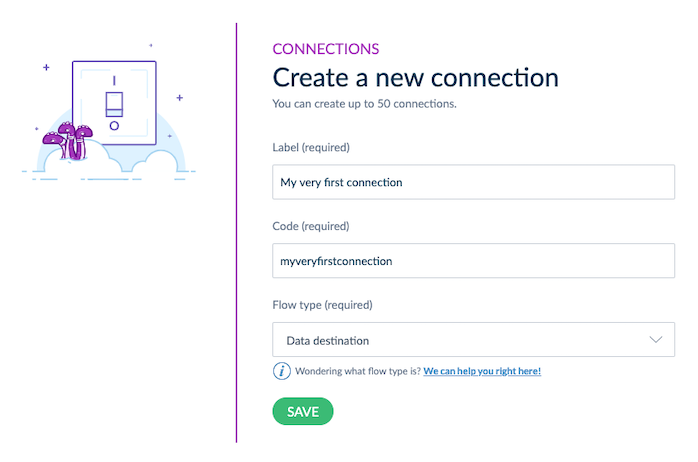 CONNECTIONS
Create a new connection
You can create up to 50 connections.
Label (required)
My very first connection
Code (required)
myveryfirstconnection
Flow type (required)
Data destination
Wondering what flow type is? We can help you right here!
SAVE